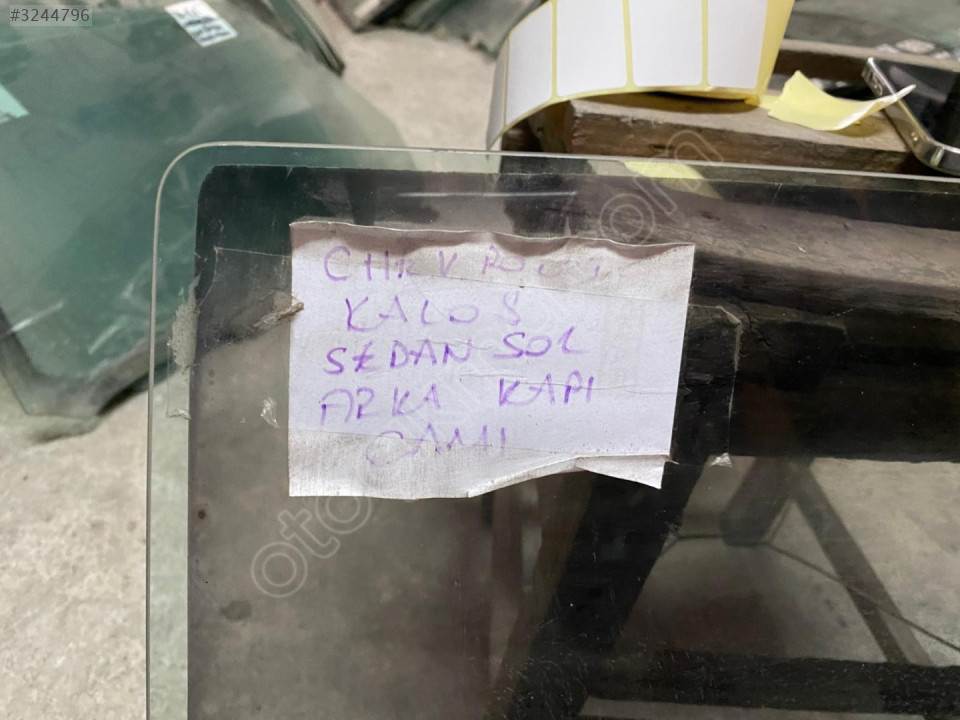 #3244796
KALOS
SEDAN SOL
ARKA KAPI
CAMI